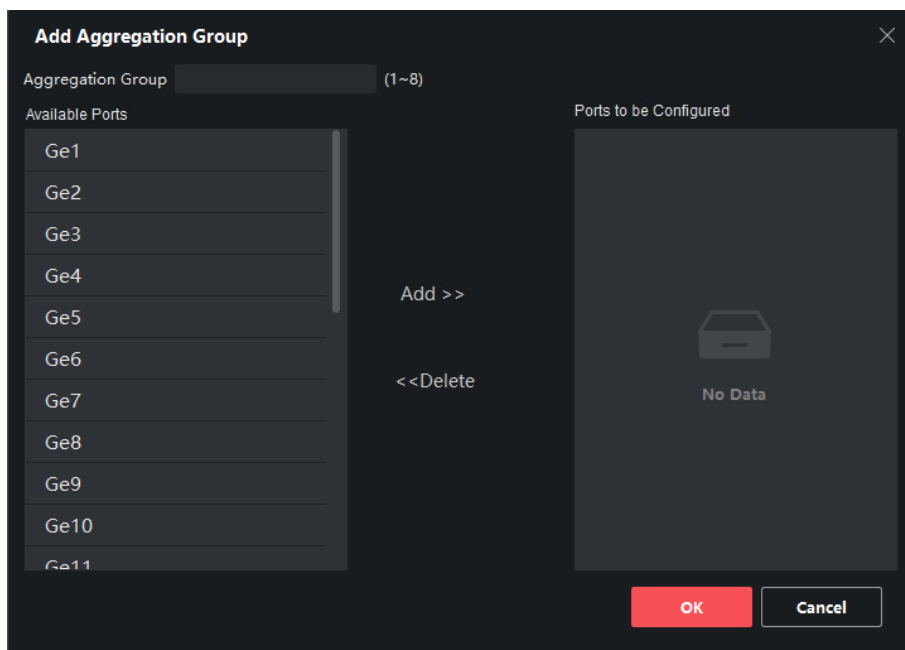 Add Aggregation Group
Aggregation Group (1~8)
Available Ports
Ports to be Configured
Ge1
Ge2
Ge3
Ge4
Ge5
Ge6
Ge7
Ge8
Ge9
Ge10
Ge11
Add >>
<<Delete
No Data
OK
Cancel